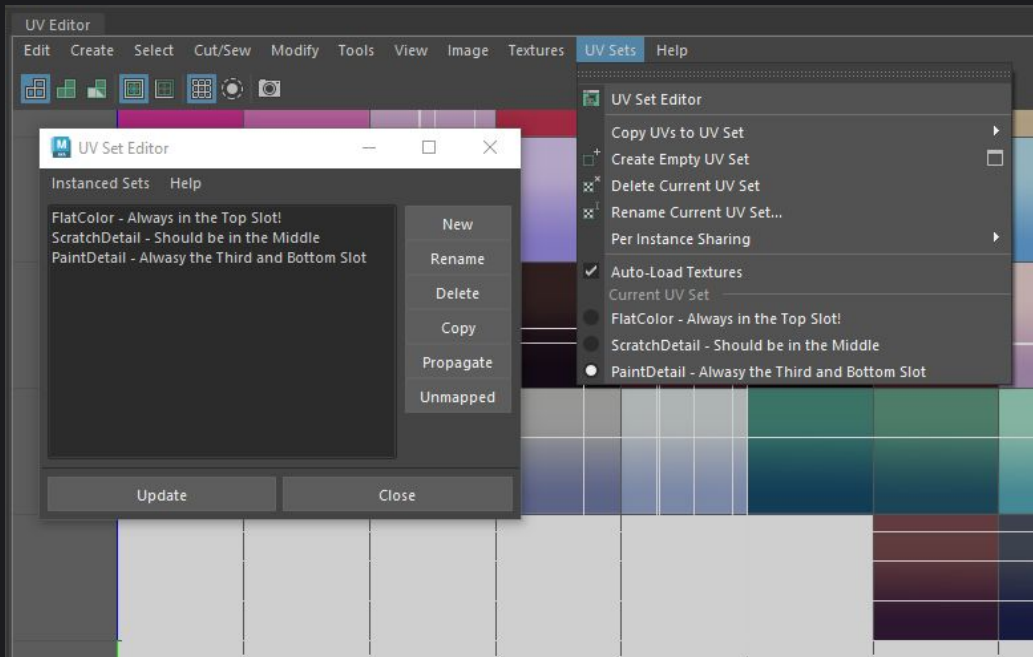 UV Editor
Edit Create Select Cut/Sew Modify Tools View Image Textures UV Sets Help
UV Set Editor
Instanced Sets Help
FlatColor - Always in the Top Slot!
ScratchDetail - Should be in the Middle
PaintDetail - Alwasy the Third and Bottom Slot
New
Rename
Delete
Copy
Propagate
Unmapped
Update Close
UV Set Editor
Copy UVs to UV Set
Create Empty UV Set
Delete Current UV Set
Rename Current UV Set...
Per Instance Sharing
Auto-Load Textures
Current UV Set
FlatColor - Always in the Top Slot!
ScratchDetail - Should be in the Middle
PaintDetail - Alwasy the Third and Bottom Slot